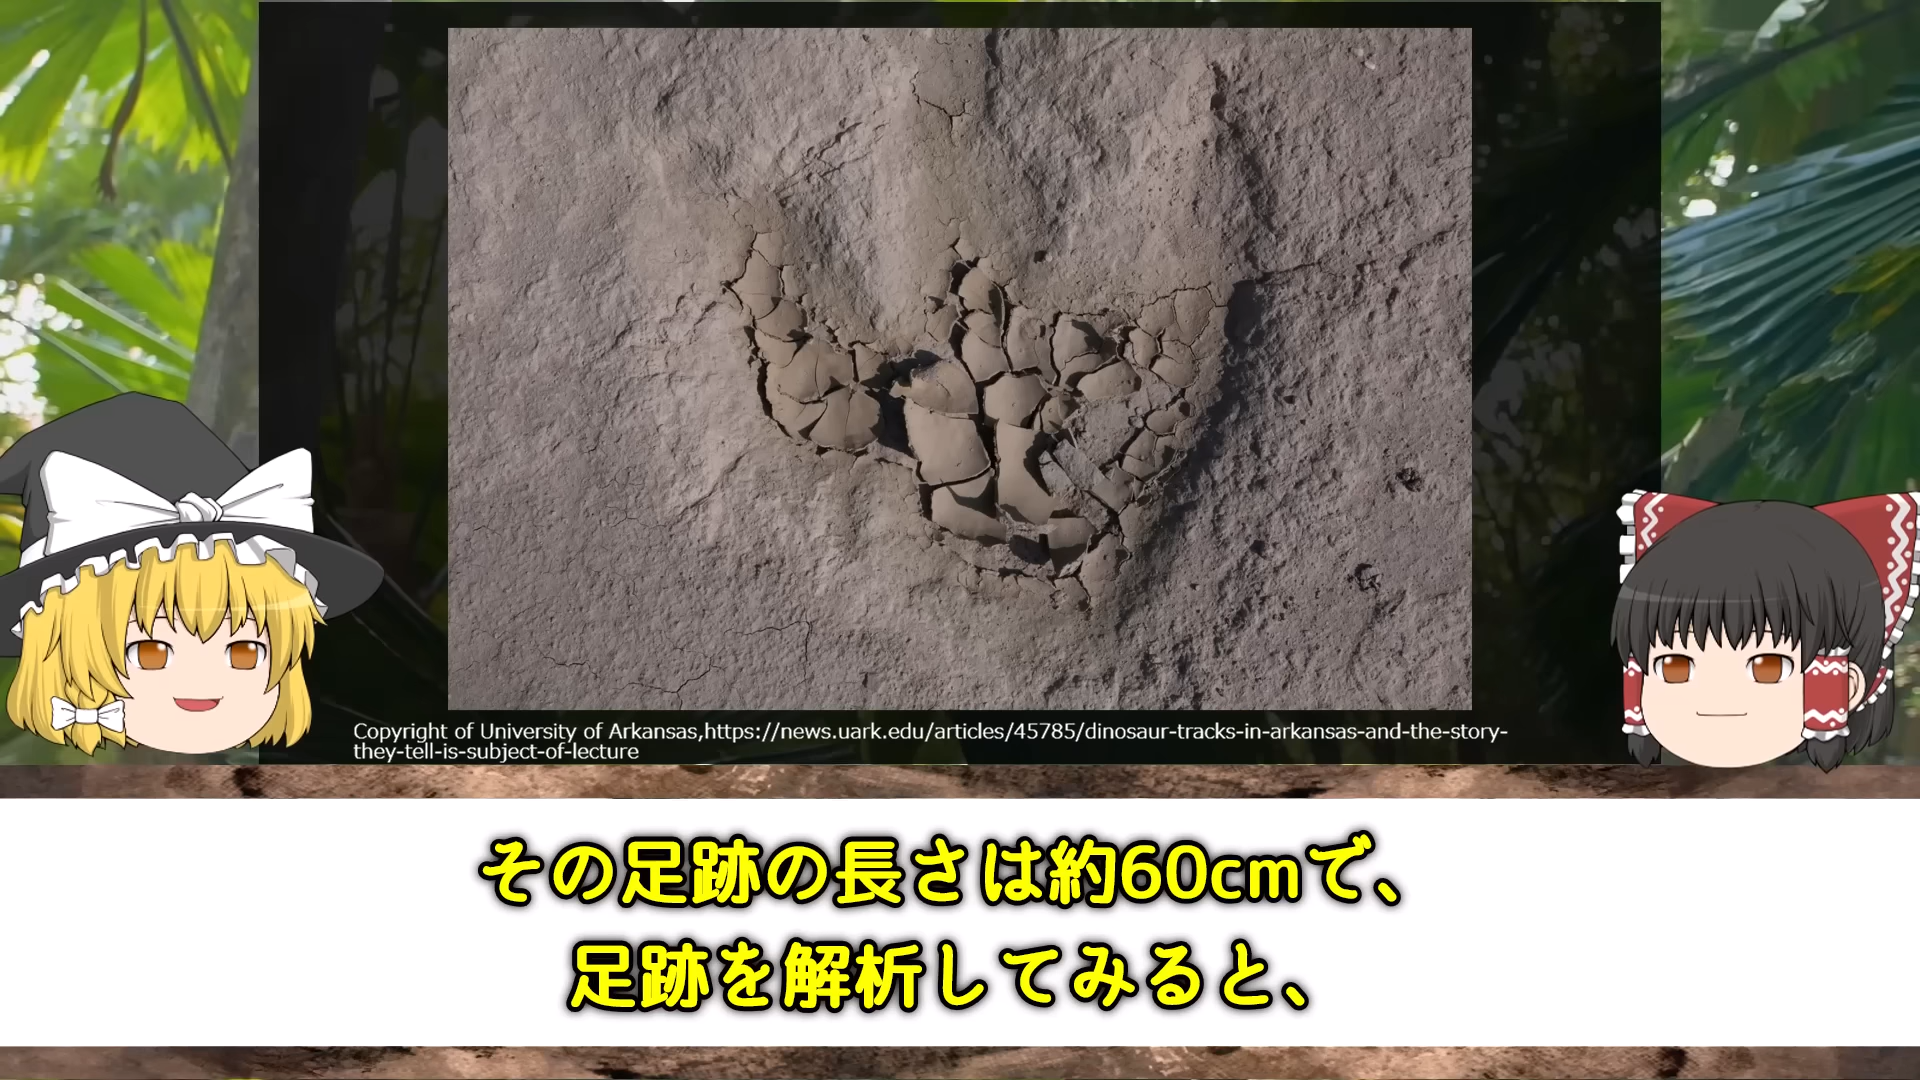 Copyright of University of Arkansas,https://news.uark.edu/articles/45785/dinosaur-tracks-in-arkansas-and-the-story-
they-tell-is-subject-of-lecture
その足跡の長さは約60cmで、
足跡を解析してみると、